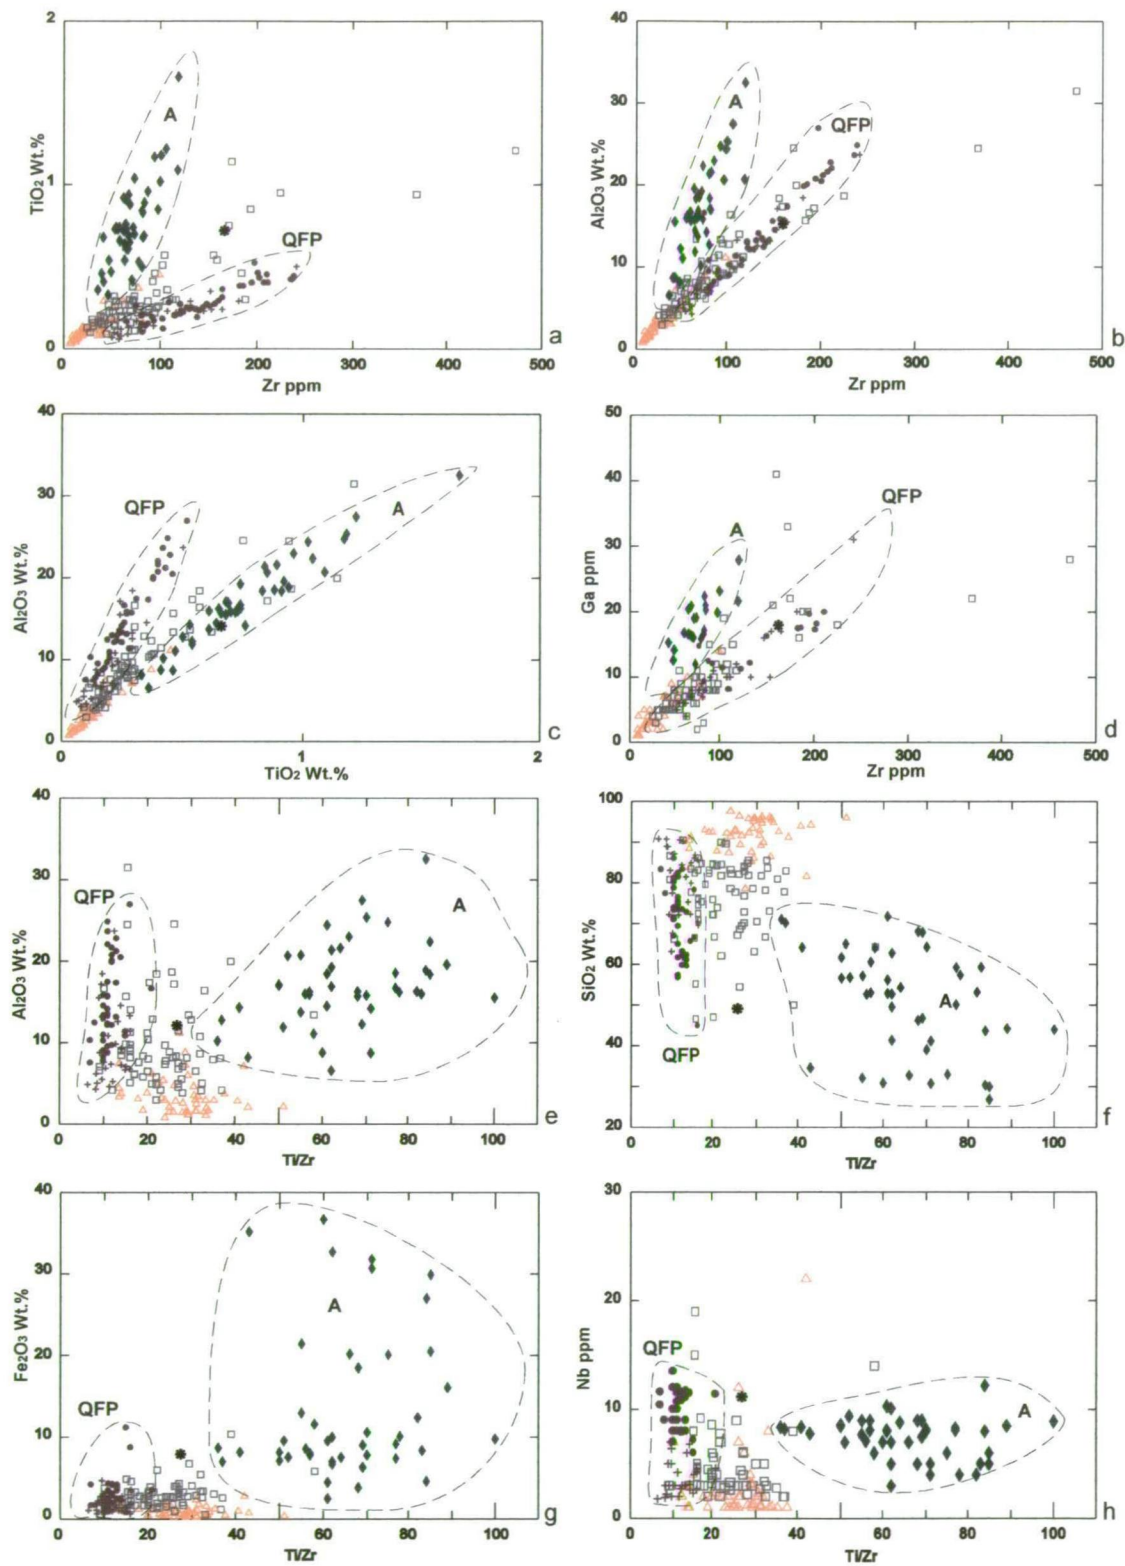 2
TiO2 Wt.%
1
0
A
QFP
a
0 100 200 300 400 500
Zr ppm
40
30
Al2O3 Wt.%
20
10
0
A
QFP
b
0 100 200 300 400 500
Zr ppm
40
30
Al2O3 Wt.%
20
10
0
QFP
A
c
0 1 2
TiO2 Wt.%
50
40
Ga ppm
30
20
10
0
QFP
A
d
0 100 200 300 400 500
Zr ppm
40
30
Al2O3 Wt.%
20
10
0
QFP
A
e
0 20 40 60 80 100
Ti/Zr
100
80
SiO2 Wt.%
60
40
20
A
QFP
f
0 20 40 60 80 100
Ti/Zr
40
30
Fe2O3 Wt.%
20
10
0
A
QFP
g
0 20 40 60 80 100
Ti/Zr
30
20
Nb ppm
10
0
QFP
A
h
0 20 40 60 80 100
Ti/Zr